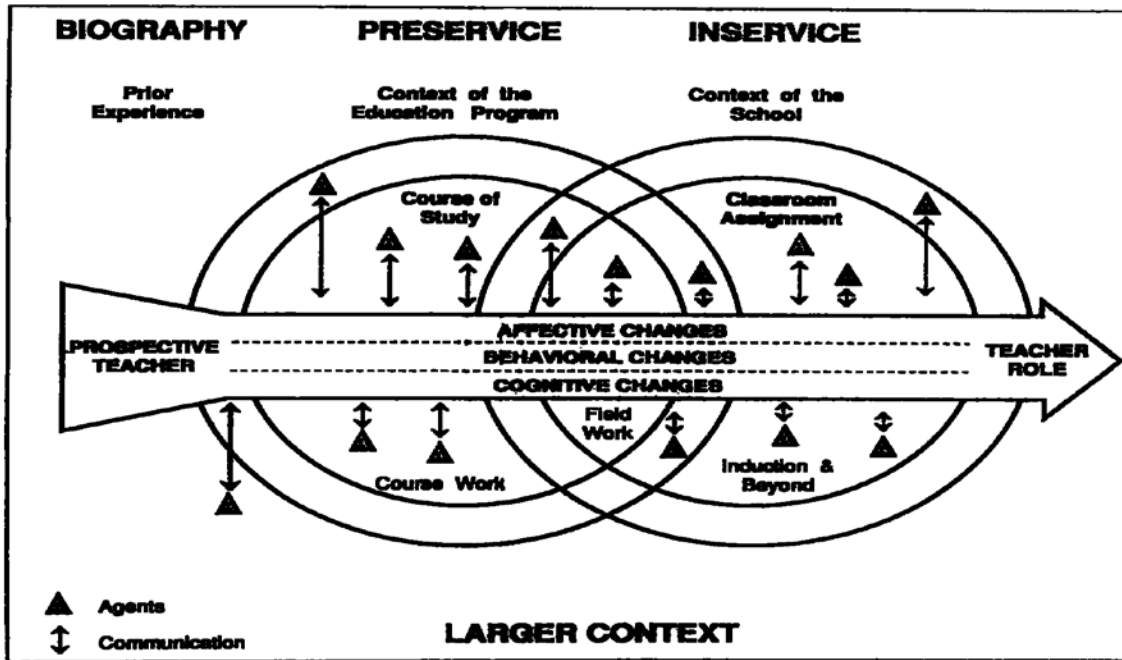 BIOGRAPHY
PRESERVICE
INSERVICE
Prior
Experience
Context of the
Education Program
Context of the
School
Course of
Study
Classroom
Assignment
AFFECTIVE CHANGES
PROSPECTIVE
TEACHER
BEHAVIORAL CHANGES
TEACHER
ROLE
COGNITIVE CHANGES
Field
Work
Course Work
Induction &
Beyond
Agents
Communication
LARGER CONTEXT